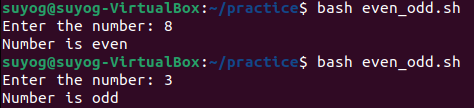 suyog@suyog-VirtualBox:~/practice$ bash even_odd.sh
Enter the number: 8
Number is even
suyog@suyog-VirtualBox:~/practice$ bash even_odd.sh
Enter the number: 3
Number is odd